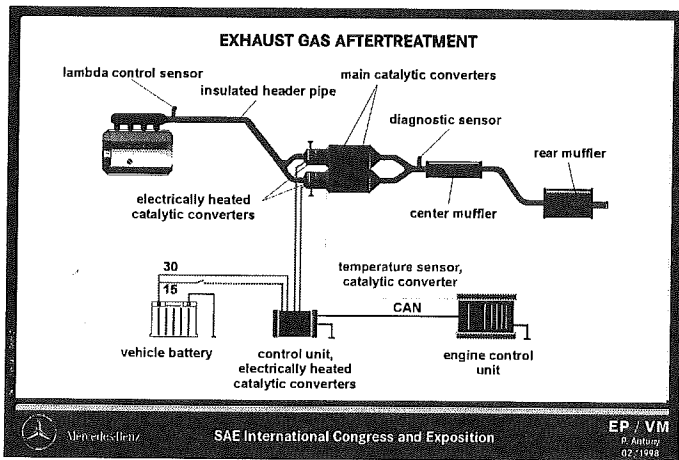 EXHAUST GAS AFTERTREATMENT
lambda control sensor
main catalytic converters
insulated header pipe
diagnostic sensor
rear muffler
electrically heated
catalytic converters
center muffler
30
15
temperature sensor,
catalytic converter
CAN
vehicle battery
control unit,
electrically heated
catalytic converters
engine control
unit
Mercedes-Benz
SAE International Congress and Exposition
EP / VM
P. Antony
02/1998